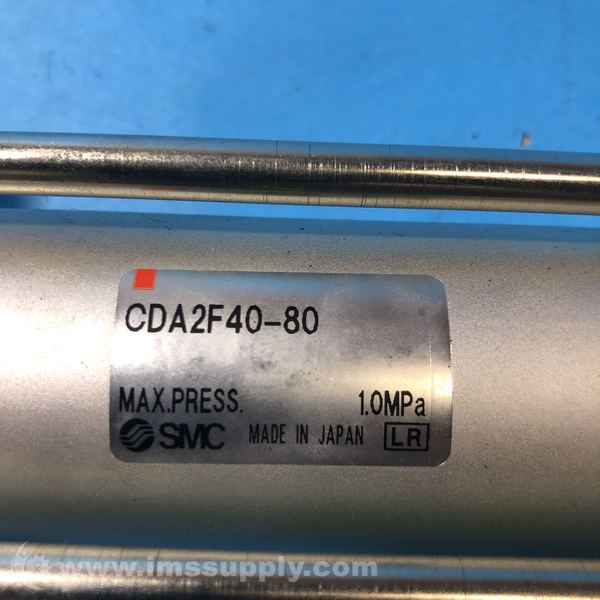 CDA2F40-80
MAX.PRESS. 1.0MPa
SMC MADE IN JAPAN LR
www.imssupply.com